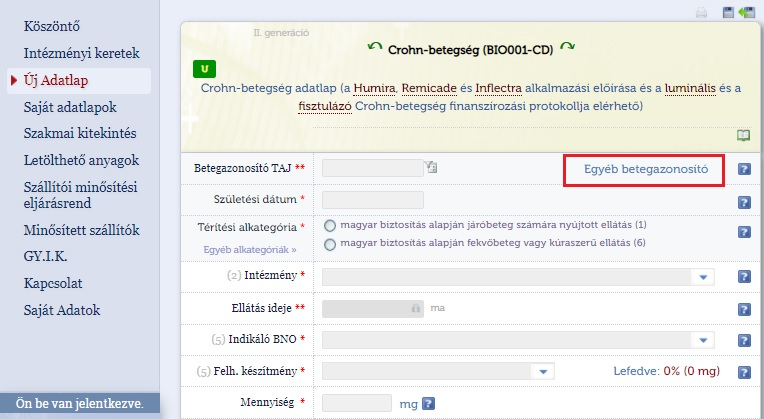 Köszöntő
Intézményi keretek
Új Adatlap
Saját adatlapok
Szakmai kitekintés
Letölthető anyagok
Szállítói minősítési
eljárásrend
Minősített szállítók
GY.I.K.
Kapcsolat
Saját Adatok
Ön be van jelentkezve.
II. generáció
Crohn-betegség (BIO001-CD)
U
Crohn-betegség adatlap (a Humira, Remicade és Inflectra alkalmazási előírása és a luminális és a
fisztulázó Crohn-betegség finanszírozási protokollja elérhető)
Betegazonosító TAJ ** Egyéb betegazonosító ?
Születési dátum * ?
Térítési alkategória * magyar biztosítás alapján járóbeteg számára nyújtott ellátás (1) ?
Egyéb alkategóriák » magyar biztosítás alapján fekvőbeteg vagy kúraszerű ellátás (6)
(2) Intézmény * ?
Ellátás ideje ** ma ?
(5) Indikáló BNO * ?
(5) Felh. készítmény * Lefedve: 0% (0 mg) ?
Mennyiség * mg ?